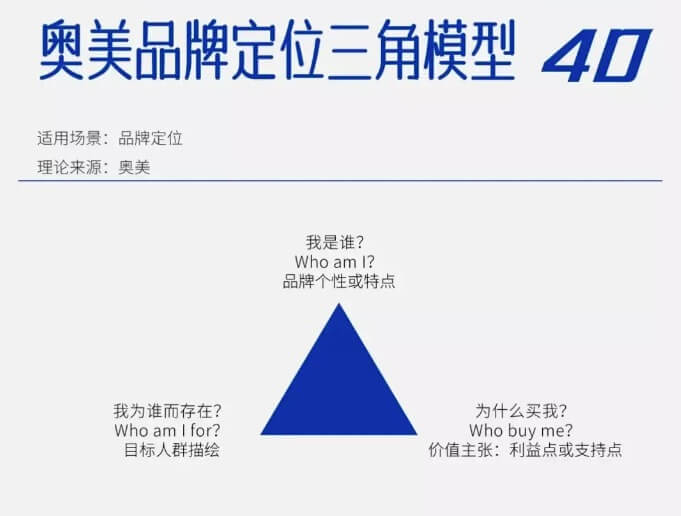 奥美品牌定位三角模型 40
适用场景：品牌定位
理论来源：奥美
我是谁？
Who am I?
品牌个性或特点
我为谁而存在？
Who am I for?
目标人群描绘
为什么买我？
Who buy me?
价值主张：利益点或支持点